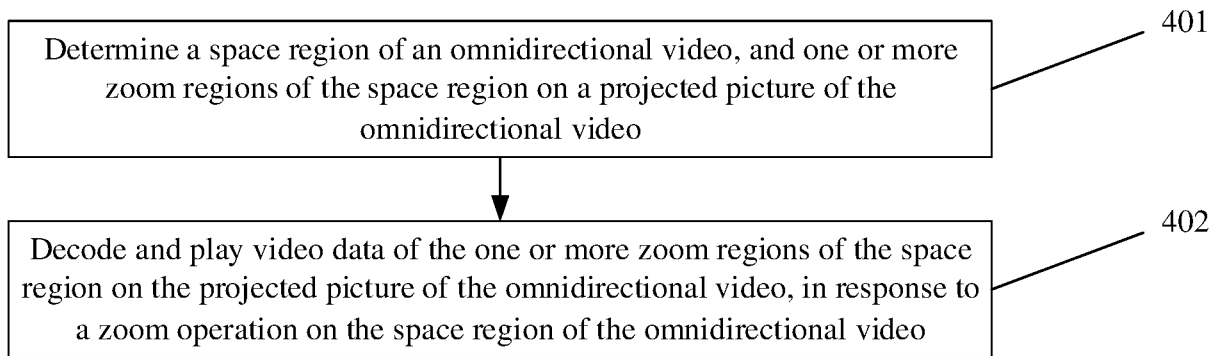 401
Determine a space region of an omnidirectional video, and one or more
zoom regions of the space region on a projected picture of the
omnidirectional video
402
Decode and play video data of the one or more zoom regions of the space
region on the projected picture of the omnidirectional video, in response to
a zoom operation on the space region of the omnidirectional video